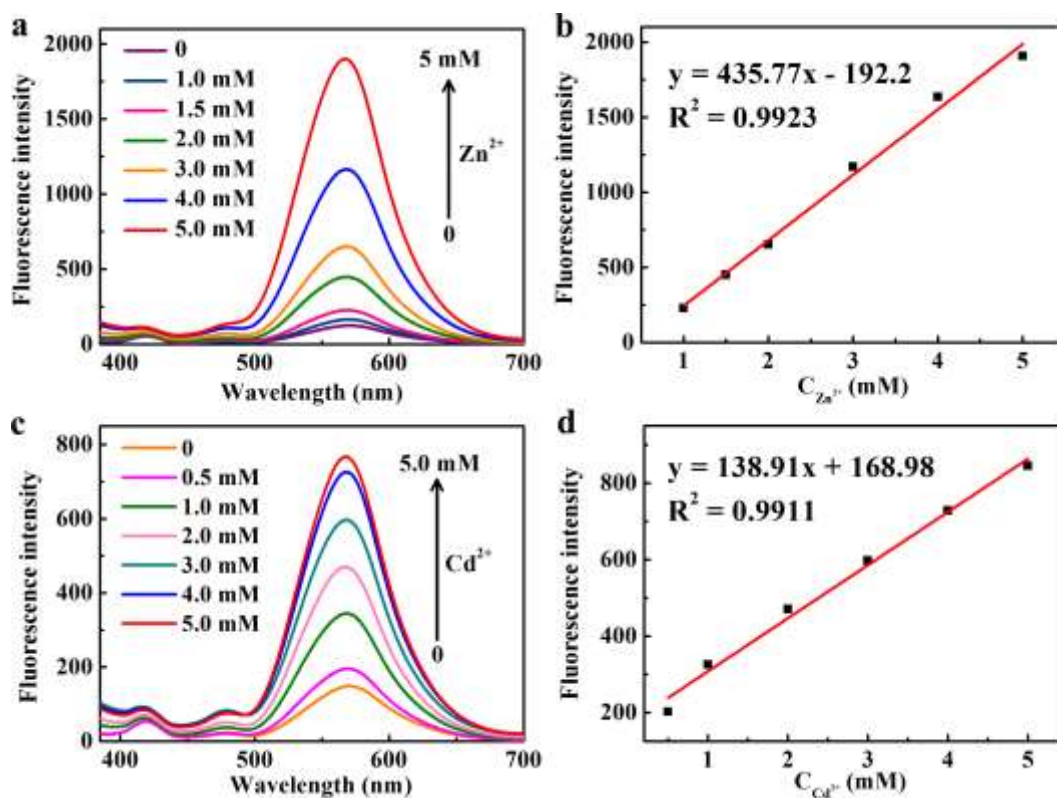 a
2000
1500
1000
500
0
Fluorescence intensity
0
1.0 mM
1.5 mM
2.0 mM
3.0 mM
4.0 mM
5.0 mM
5 mM
Zn²⁺
0
400 500 600 700
Wavelength (nm)
b
2000
1500
1000
500
0
Fluorescence intensity
y = 435.77x - 192.2
R² = 0.9923
1 2 3 4 5
C_Zn²⁺ (mM)
c
800
600
400
200
0
Fluorescence intensity
0
0.5 mM
1.0 mM
2.0 mM
3.0 mM
4.0 mM
5.0 mM
5.0 mM
Cd²⁺
0
400 500 600 700
Wavelength (nm)
d
800
600
400
200
Fluorescence intensity
y = 138.91x + 168.98
R² = 0.9911
1 2 3 4 5
C_Cd²⁺ (mM)